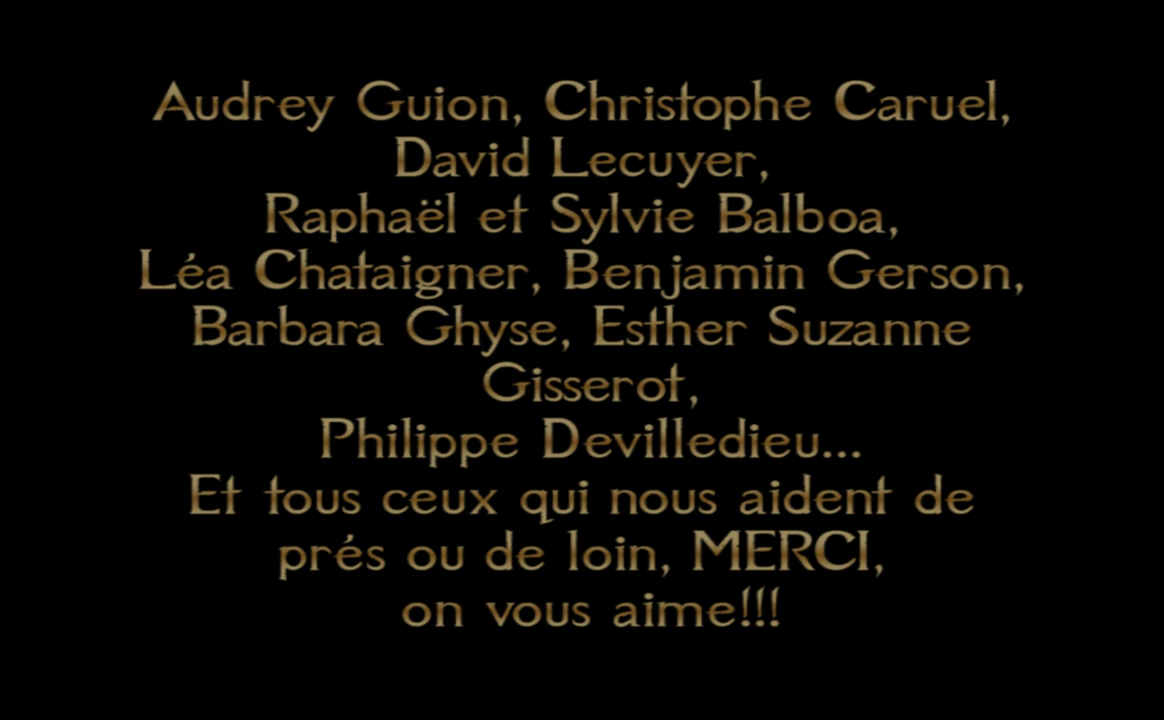 Audrey Guion, Christophe Caruel,
David Lecuyer,
Raphaël et Sylvie Balboa,
Léa Chataigner, Benjamin Gerson,
Barbara Ghyse, Esther Suzanne
Gisserot,
Philippe Devilledieu...
Et tous ceux qui nous aident de
prés ou de loin, MERCI,
on vous aime!!!